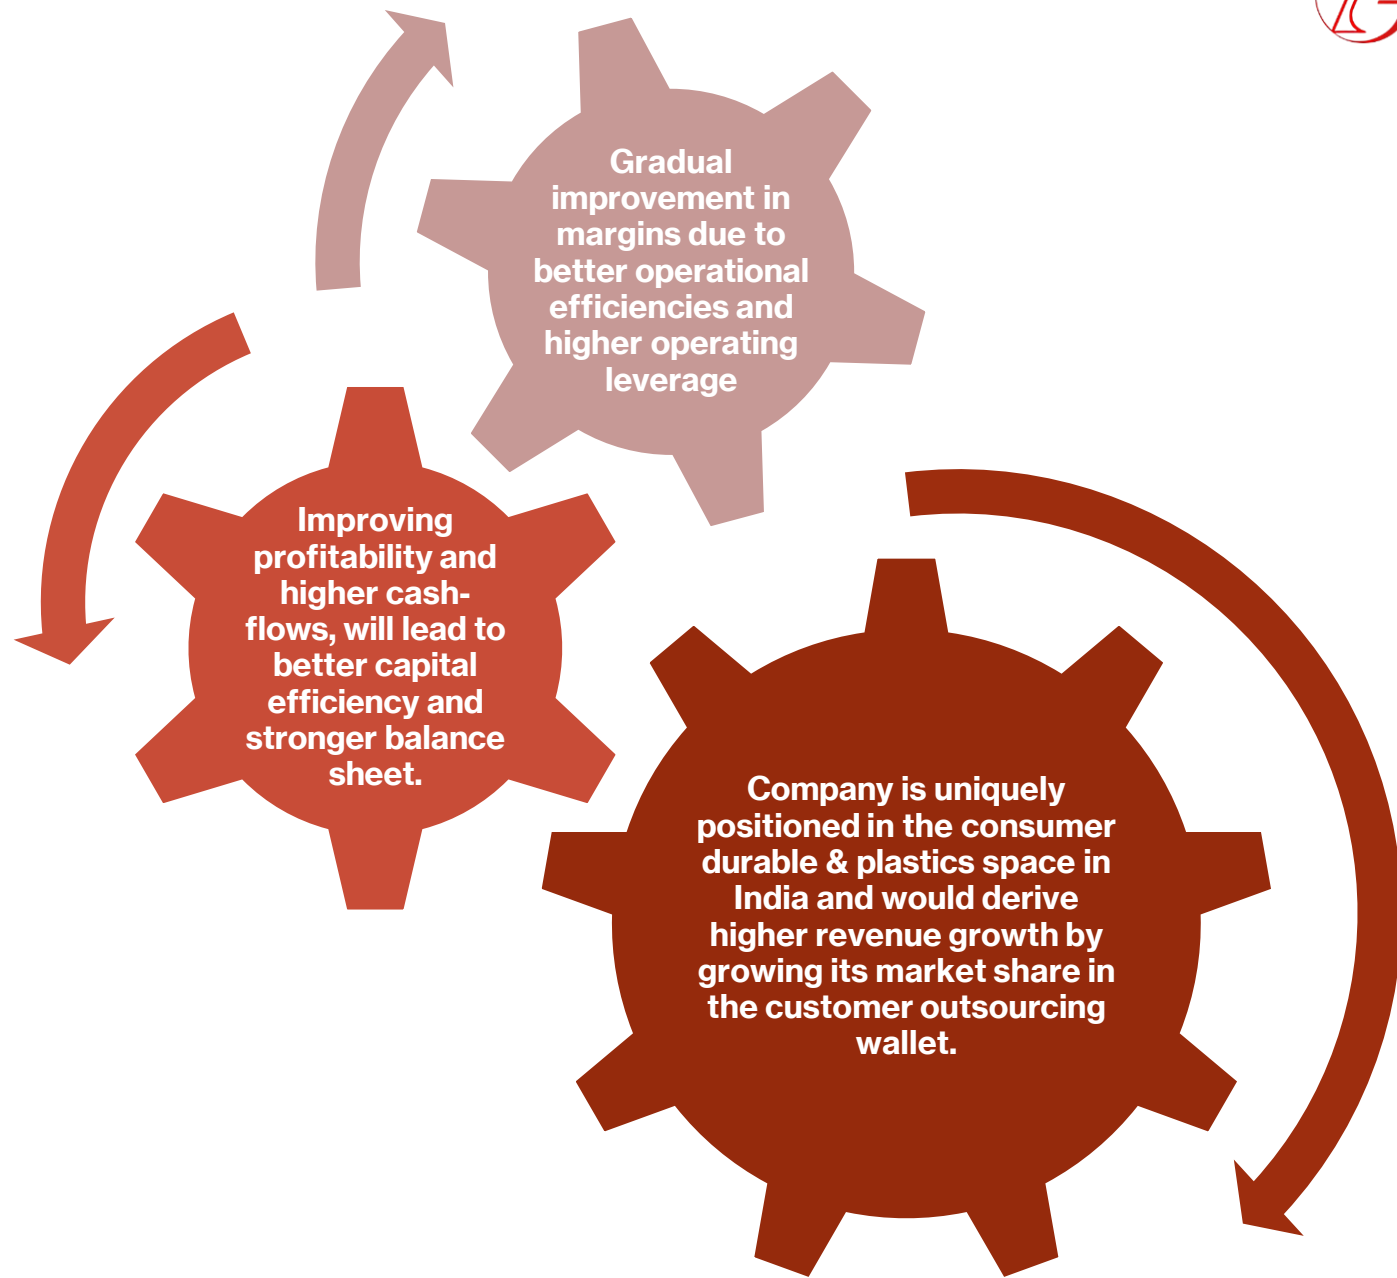 Gradual
improvement in
margins due to
better operational
efficiencies and
higher operating
leverage
Improving
profitability and
higher cash-
flows, will lead to
better capital
efficiency and
stronger balance
sheet.
Company is uniquely
positioned in the consumer
durable & plastics space in
India and would derive
higher revenue growth by
growing its market share in
the customer outsourcing
wallet.